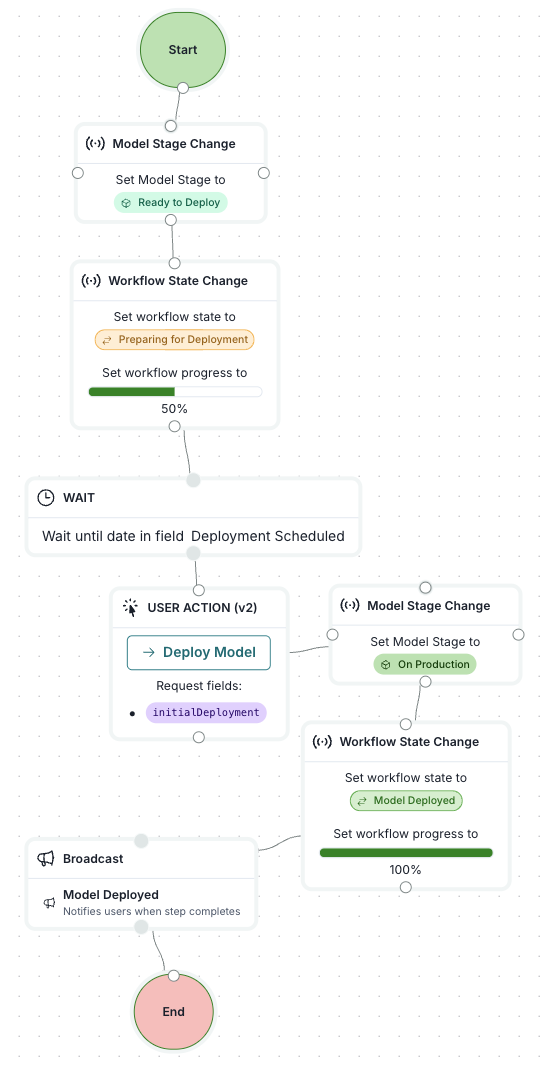 Start
Model Stage Change
Set Model Stage to
Ready to Deploy
Workflow State Change
Set workflow state to
Preparing for Deployment
Set workflow progress to
50%
WAIT
Wait until date in field Deployment Scheduled
USER ACTION (v2)
Deploy Model
Request fields:
initialDeployment
Model Stage Change
Set Model Stage to
On Production
Workflow State Change
Set workflow state to
Model Deployed
Set workflow progress to
100%
Broadcast
Model Deployed
Notifies users when step completes
End